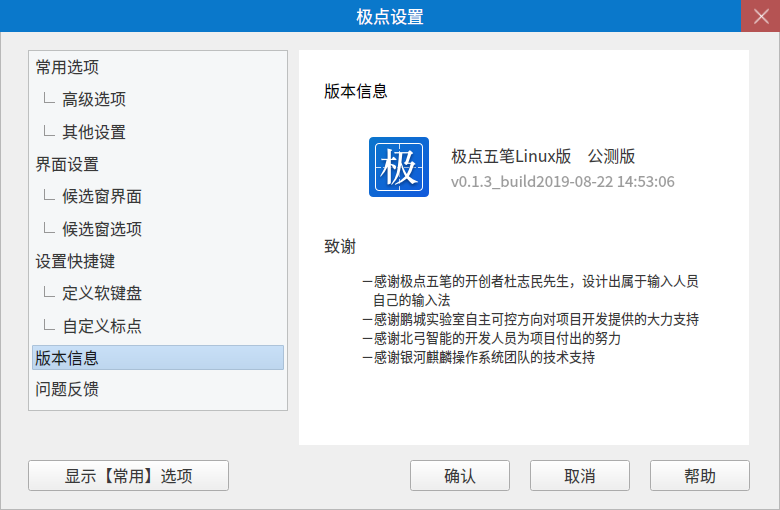 极点设置
常用选项
高级选项
其他设置
界面设置
候选窗界面
候选窗选项
设置快捷键
定义软键盘
自定义标点
版本信息
问题反馈
版本信息
极
极点五笔Linux版 公测版
v0.1.3_build2019-08-22 14:53:06
致谢
－感谢极点五笔的开创者杜志民先生，设计出属于输入人员
自己的输入法
－感谢鹏城实验室自主可控方向对项目开发提供的大力支持
－感谢北弓智能的开发人员为项目付出的努力
－感谢银河麒麟操作系统团队的技术支持
显示【常用】选项
确认
取消
帮助